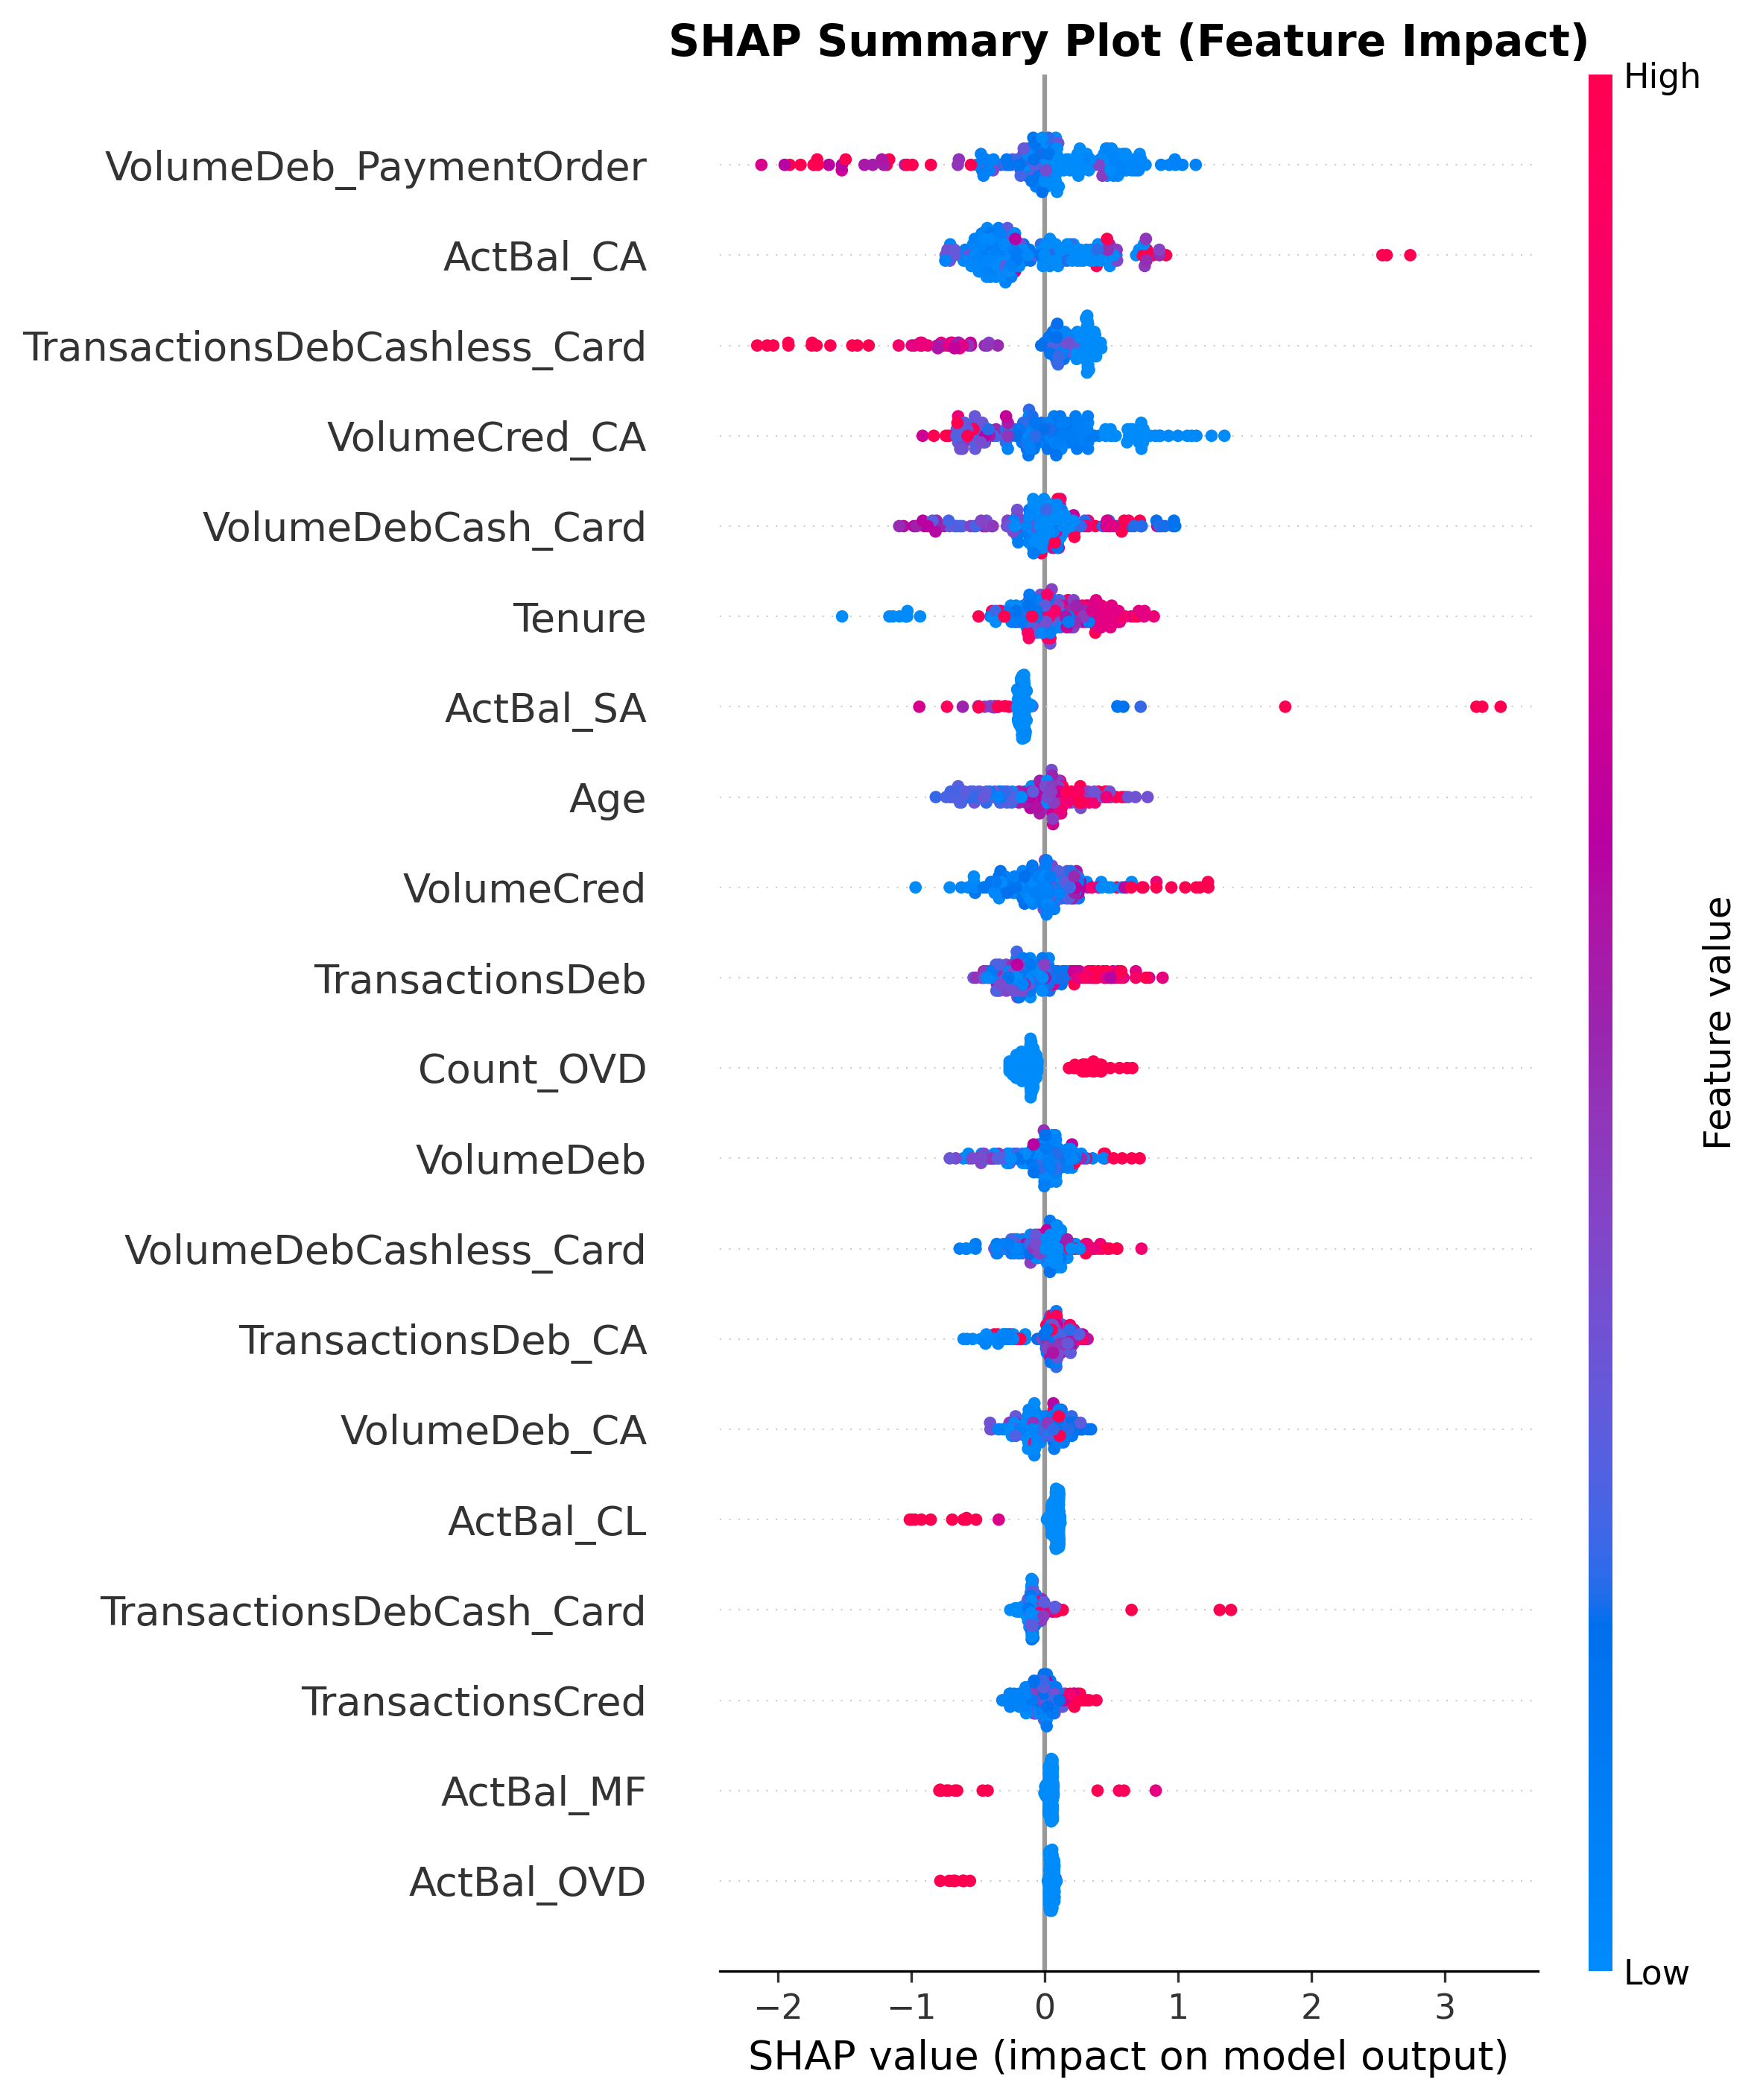 SHAP Summary Plot (Feature Impact)
High
VolumeDeb_PaymentOrder
ActBal_CA
TransactionsDebCashless_Card
VolumeCred_CA
VolumeDebCash_Card
Tenure
ActBal_SA
Age
VolumeCred
TransactionsDeb
Count_OVD
VolumeDeb
VolumeDebCashless_Card
TransactionsDeb_CA
VolumeDeb_CA
ActBal_CL
TransactionsDebCash_Card
TransactionsCred
ActBal_MF
ActBal_OVD
Feature value
Low
−2 −1 0 1 2 3
SHAP value (impact on model output)